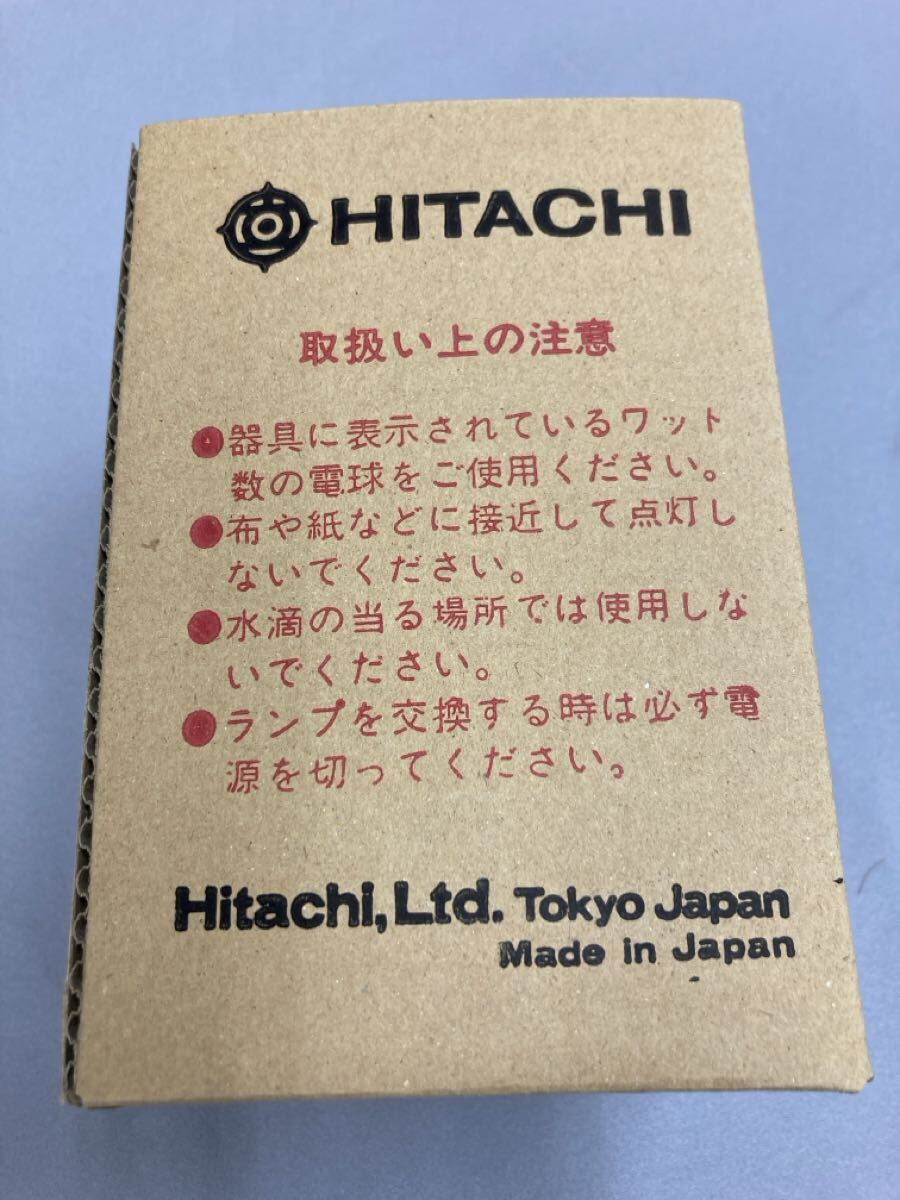 HITACHI
取扱い上の注意
●器具に表示されているワット
数の電球をご使用ください。
●布や紙などに接近して点灯し
ないでください。
●水滴の当る場所では使用しな
いでください。
●ランプを交換する時は必ず電
源を切ってください。
Hitachi, Ltd. Tokyo Japan
Made in Japan